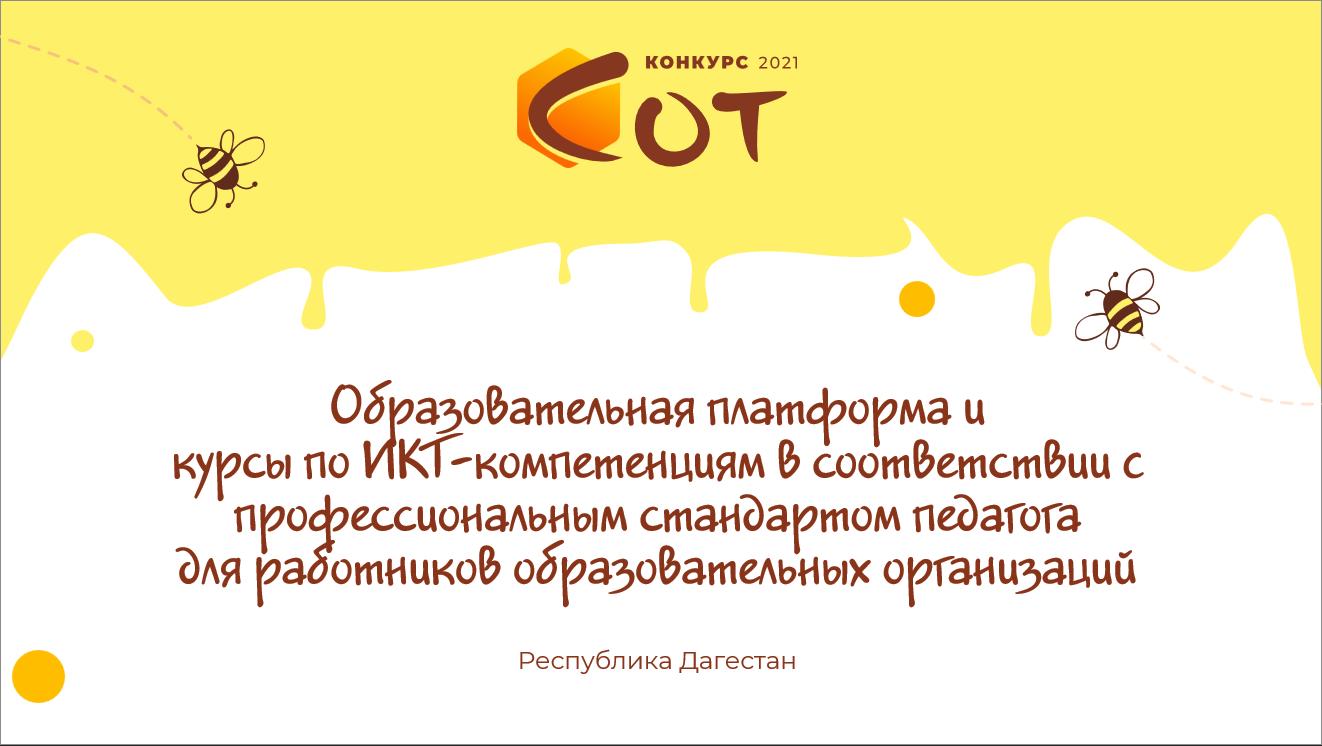 КОНКУРС 2021
Сот
Образовательная платформа и
курсы по ИКТ-компетенциям в соответствии с
профессиональным стандартом педагога
для работников образовательных организаций
Республика Дагестан